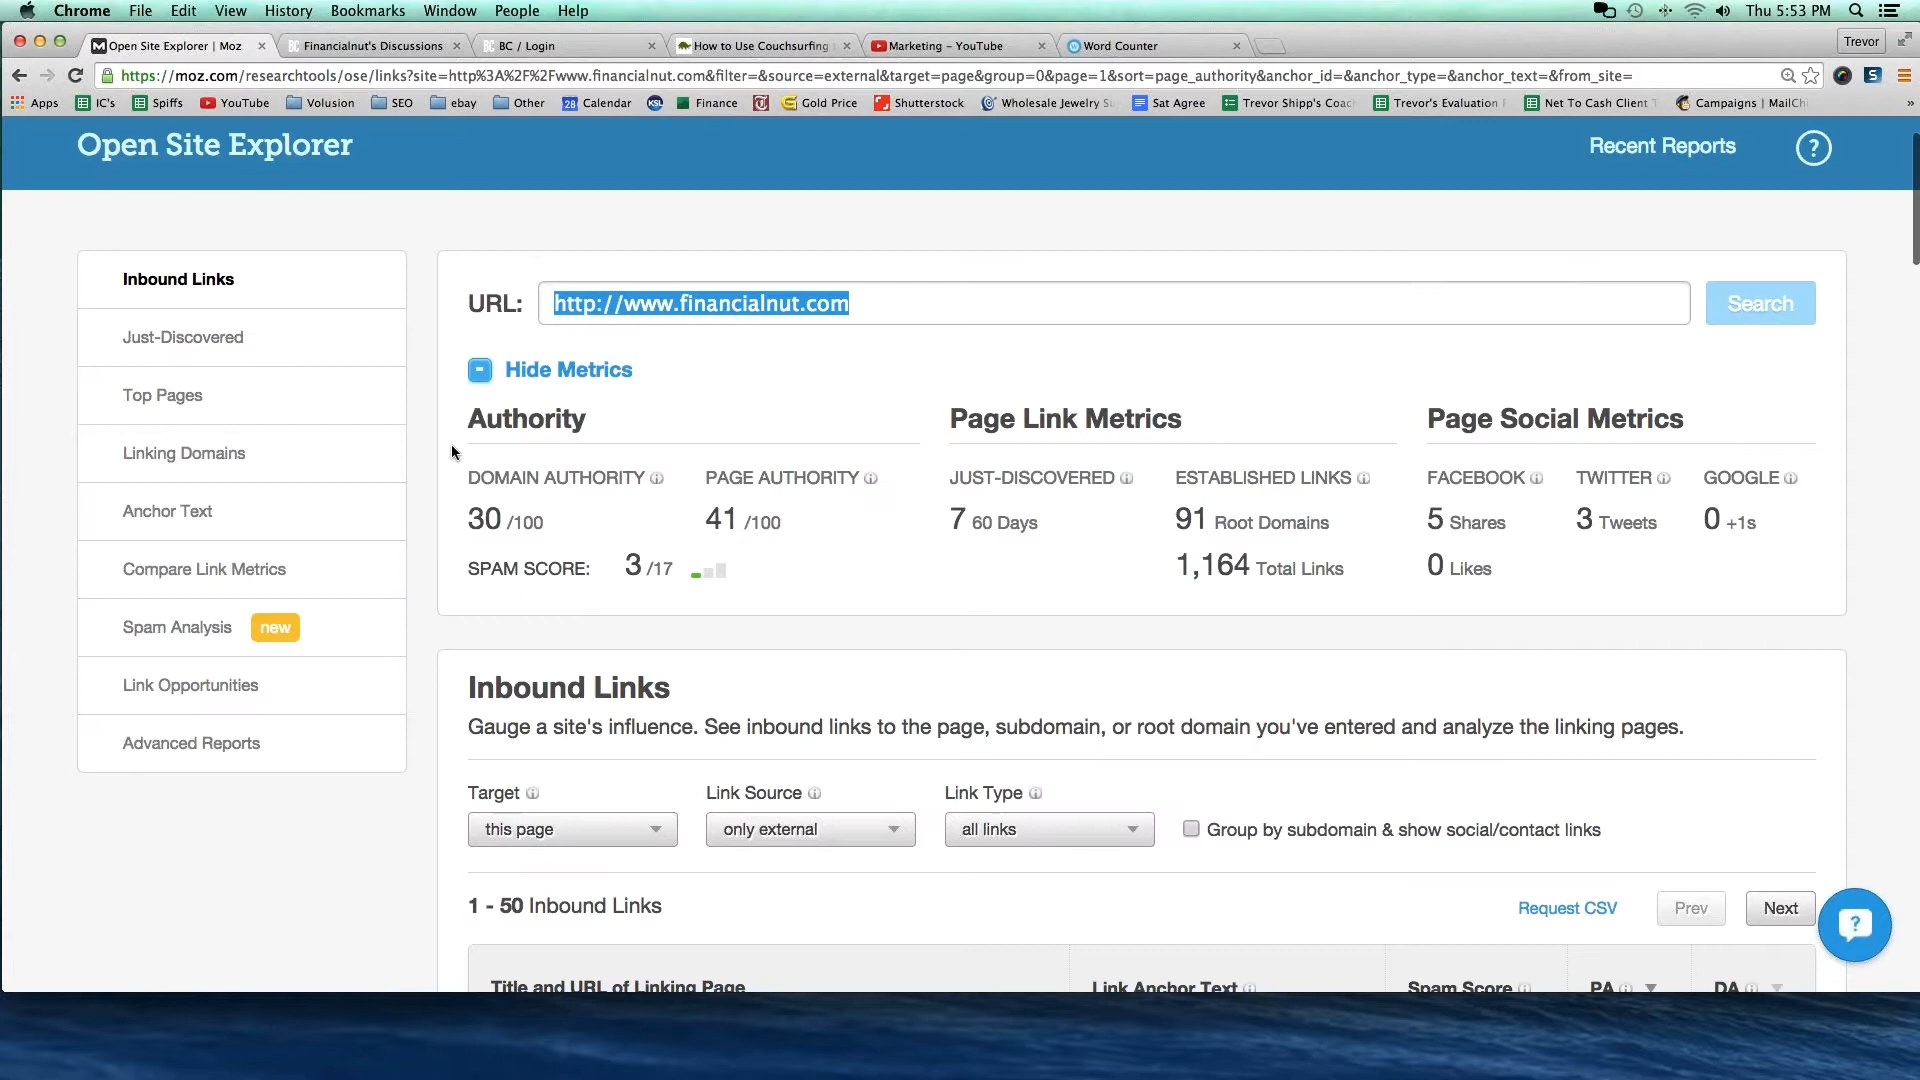 Chrome File Edit View History Bookmarks Window People Help Thu 5:53 PM
Open Site Explorer | Moz
Financialnut's Discussions
BC / Login
How to Use Couchsurfing
Marketing - YouTube
Word Counter
Trevor
https://moz.com/researchtools/ose/links?site=http%3A%2F%2Fwww.financialnut.com&filter=&source=external&target=page&group=0&page=1&sort=page_authority&anchor_id=&anchor_type=&anchor_text=&from_site=
Apps IC's Spiffs YouTube Volusion SEO ebay Other 28 Calendar KSL Finance Gold Price Shutterstock Wholesale Jewelry Su Sat Agree Trevor Shipp's Coac Trevor's Evaluation Net To Cash Client Campaigns | MailChi »
Open Site Explorer
Recent Reports
?
Inbound Links
Just-Discovered
Top Pages
Linking Domains
Anchor Text
Compare Link Metrics
Spam Analysis new
Link Opportunities
Advanced Reports
URL: http://www.financialnut.com Search
- Hide Metrics
Authority
DOMAIN AUTHORITY PAGE AUTHORITY
30 /100 41 /100
SPAM SCORE: 3 /17
Page Link Metrics
JUST-DISCOVERED ESTABLISHED LINKS
7 60 Days 91 Root Domains
1,164 Total Links
Page Social Metrics
FACEBOOK TWITTER GOOGLE
5 Shares 3 Tweets 0 +1s
0 Likes
Inbound Links
Gauge a site's influence. See inbound links to the page, subdomain, or root domain you've entered and analyze the linking pages.
Target Link Source Link Type
this page only external all links Group by subdomain & show social/contact links
1 - 50 Inbound Links Request CSV Prev Next
Title and URL of Linking Page Link Anchor Text Spam Score PA DA
?